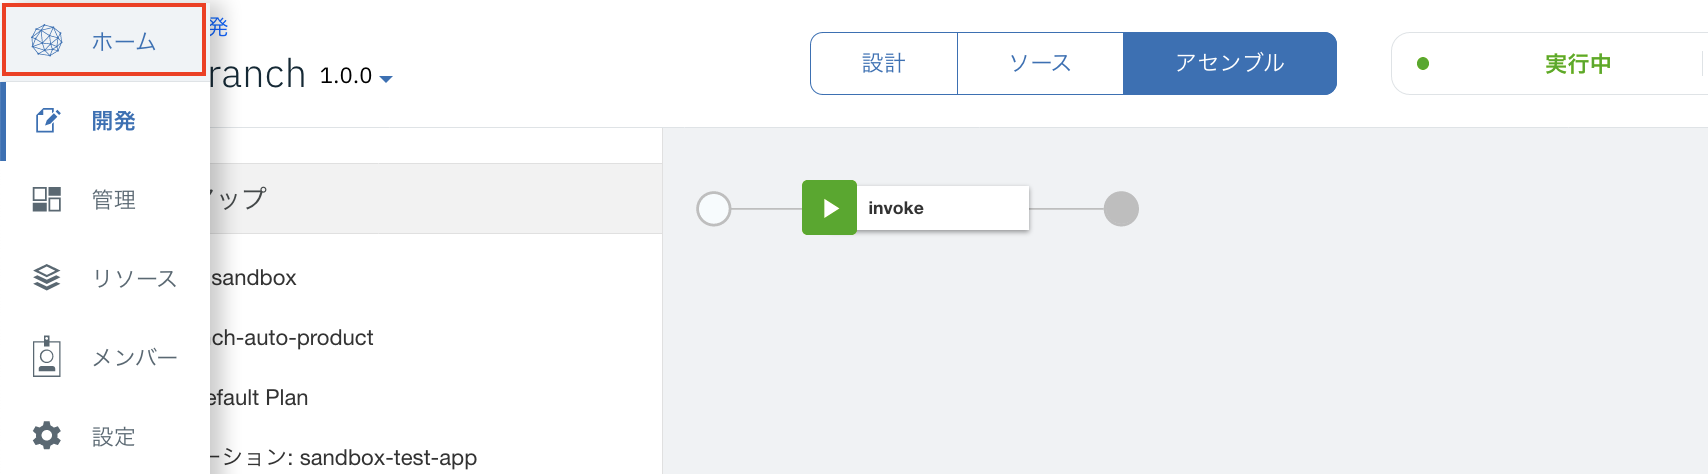 ホーム
開発
管理
リソース
メンバー
設定
発
ranch 1.0.0
設計
ソース
アセンブル
実行中
ップ
sandbox
ch-auto-product
efault Plan
ーション: sandbox-test-app
invoke